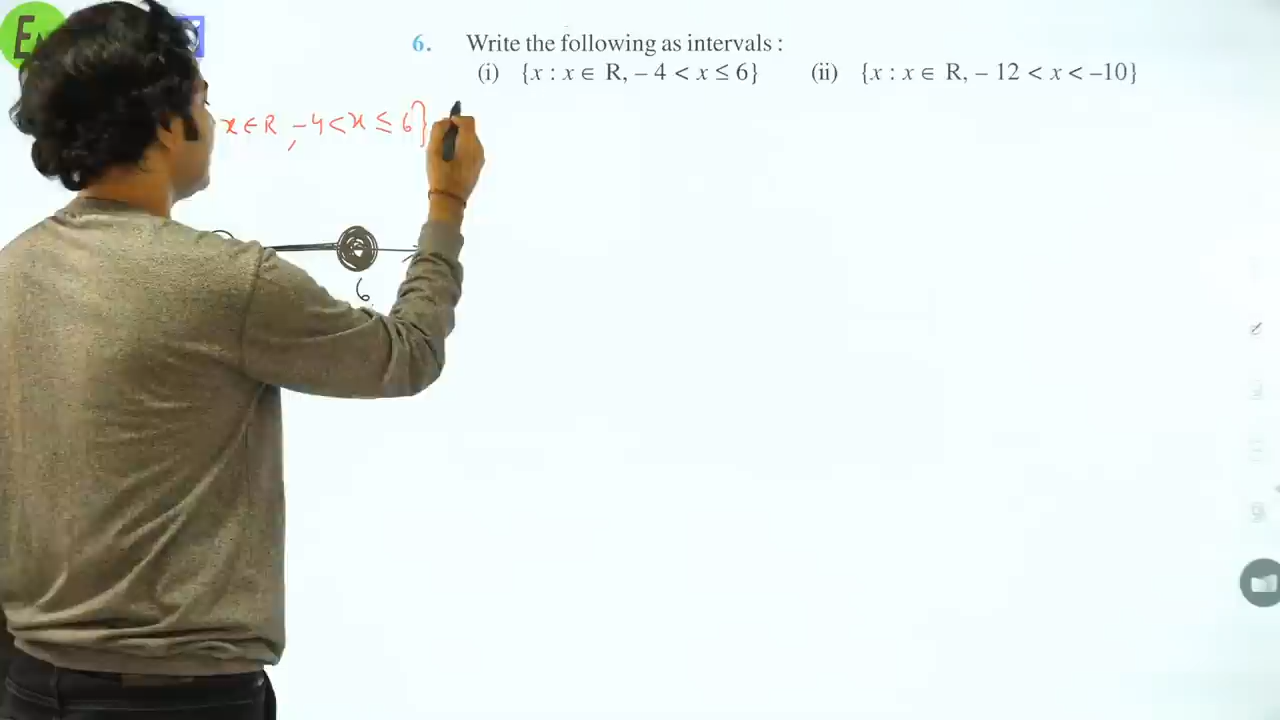 6. Write the following as intervals :
(i) {x : x ∈ R, – 4 < x ≤ 6} (ii) {x : x ∈ R, – 12 < x < –10}
x ∈ R, -4 < x ≤ 6}
6